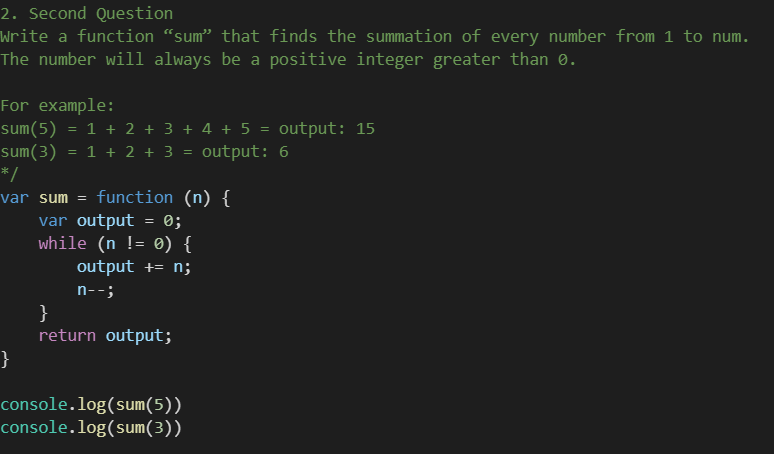 2. Second Question
Write a function “sum” that finds the summation of every number from 1 to num.
The number will always be a positive integer greater than 0.
For example:
sum(5) = 1 + 2 + 3 + 4 + 5 = output: 15
sum(3) = 1 + 2 + 3 = output: 6
*/
var sum = function (n) {
    var output = 0;
    while (n != 0) {
        output += n;
        n--;
    }
    return output;
}
console.log(sum(5))
console.log(sum(3))